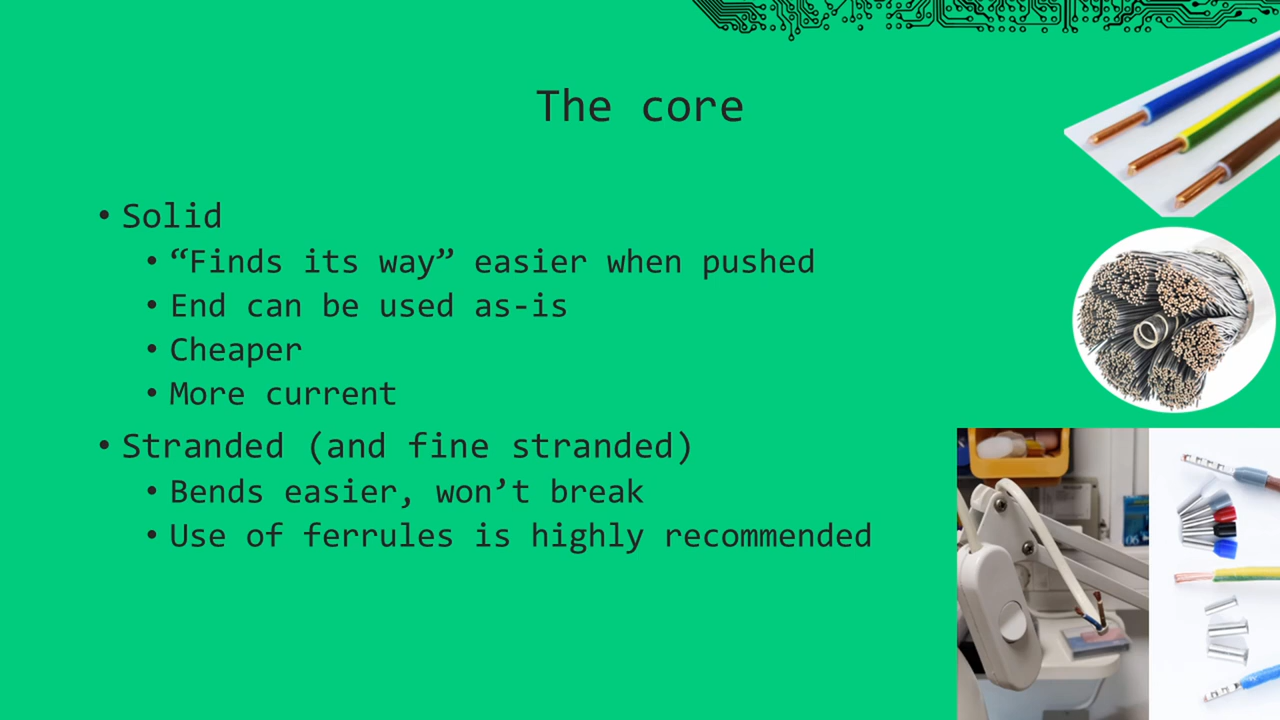 The core
• Solid
• “Finds its way” easier when pushed
• End can be used as-is
• Cheaper
• More current
• Stranded (and fine stranded)
• Bends easier, won’t break
• Use of ferrules is highly recommended